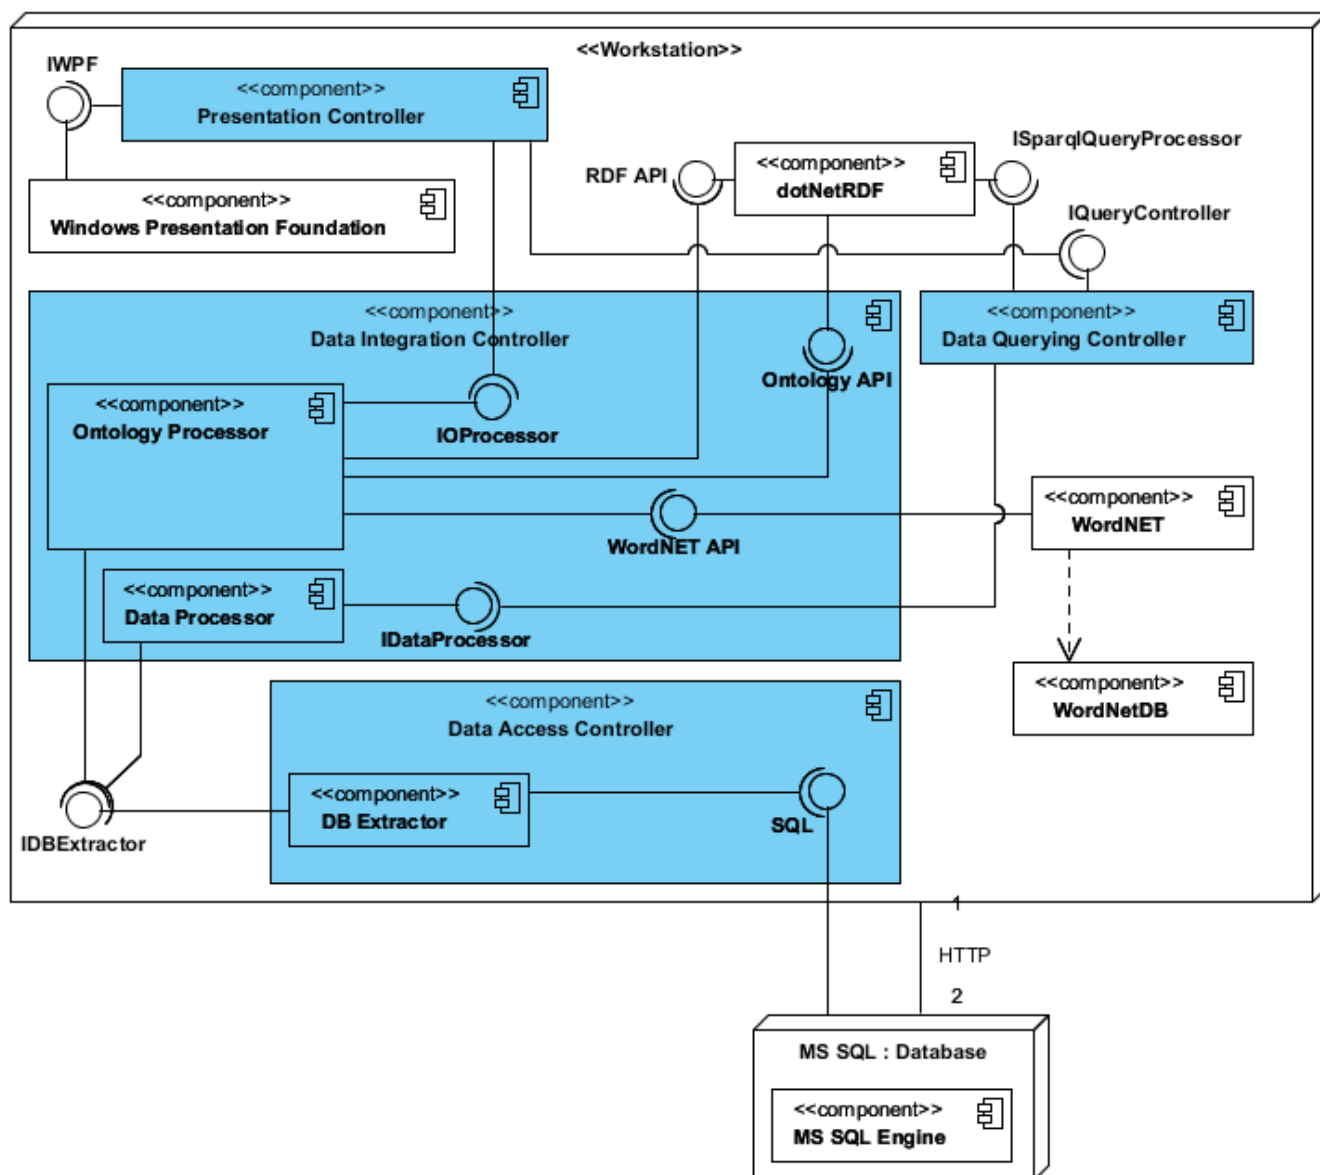 <<Workstation>>
IWPF
<<component>>
Presentation Controller
<<component>>
Windows Presentation Foundation
RDF API
<<component>>
dotNetRDF
ISparqlQueryProcessor
IQueryController
<<component>>
Data Integration Controller
<<component>>
Data Querying Controller
Ontology API
<<component>>
Ontology Processor
IOProcessor
WordNET API
<<component>>
WordNET
<<component>>
Data Processor
IDataProcessor
<<component>>
WordNetDB
<<component>>
Data Access Controller
<<component>>
DB Extractor
SQL
IDBExtractor
1
HTTP
2
MS SQL : Database
<<component>>
MS SQL Engine